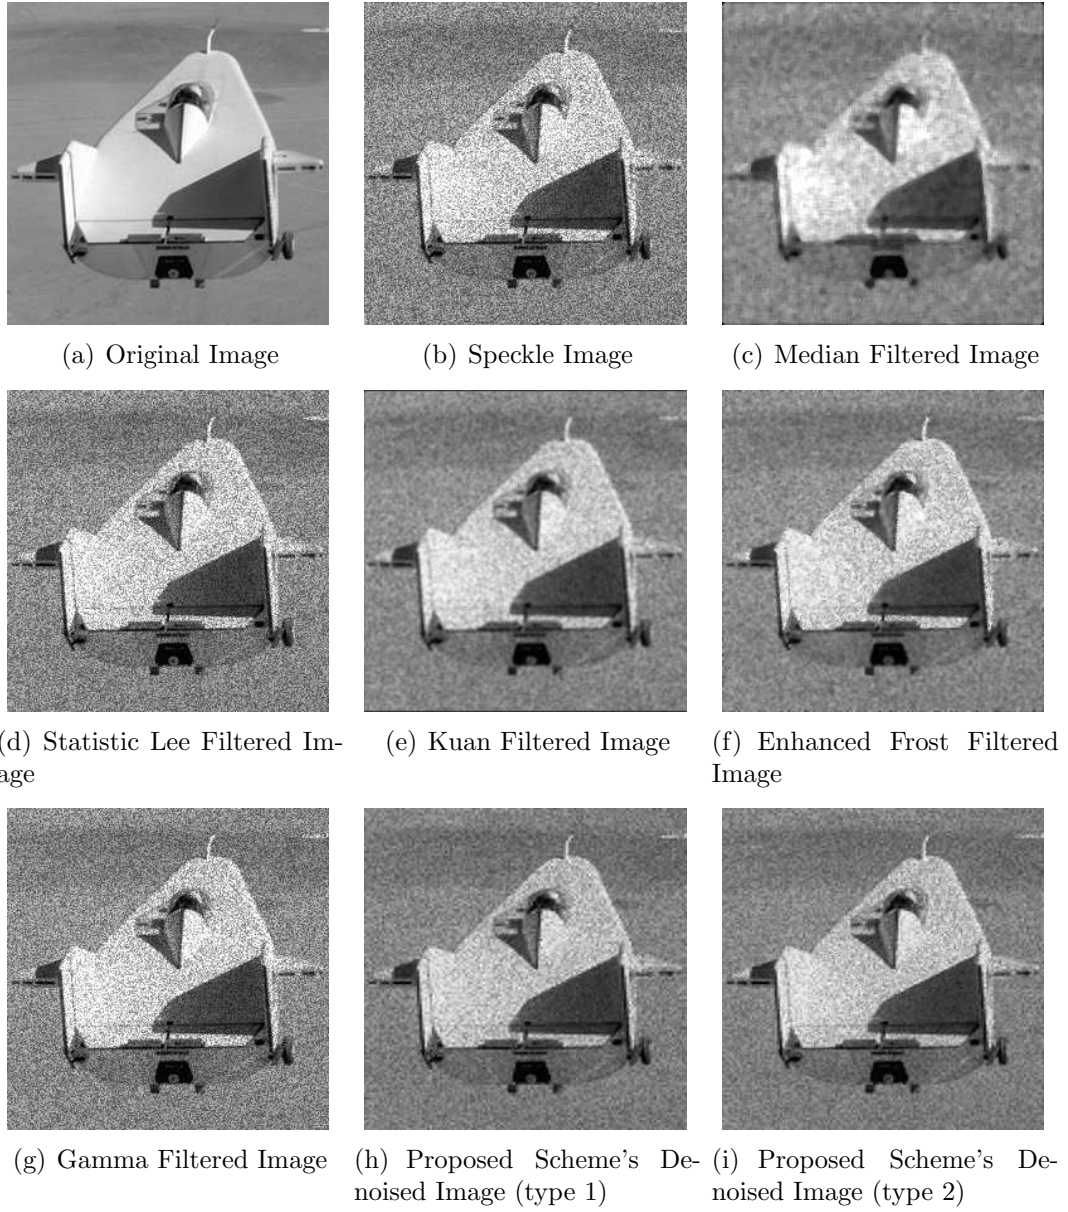 (a) Original Image
(b) Speckle Image
(c) Median Filtered Image
(d) Statistic Lee Filtered Im-
age
(e) Kuan Filtered Image
(f) Enhanced Frost Filtered
Image
(g) Gamma Filtered Image
(h) Proposed Scheme's De-
noised Image (type 1)
(i) Proposed Scheme's De-
noised Image (type 2)